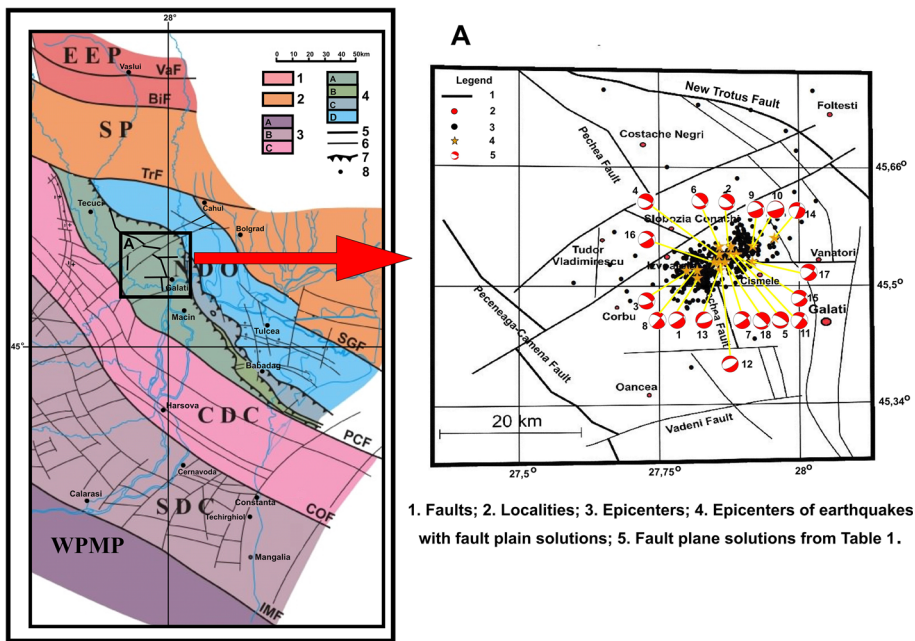 28°
0 10 20 30 40 50km
EEP
Vaslui
VaF
BiF
SP
TrF
1
2
A
B
C
3
A
B
C
D
4
5
6
7
8
Tecuci
Cahul
Bolgrad
A
NDO
Galati
Macin
Tulcea
SGF
45°
Babadag
CDC
Harsova
PCF
Cernavoda
SDC
Calarasi
Constanta
COF
Techirghiol
WPMP
Mangalia
IMF
A
Legend
1
2
3
4
5
New Trotus Fault
Foltesti
Costache Negri
Pechea Fault
45,66°
4
6
2
9
10
14
Slobozia Conachi
16
Tudor
Vladimirescu
Vanatori
17
45,5°
Cismele
3
15
Corbu
Galati
8
1
13
7
18
5
11
Peceneaga-Camena Fault
12
Oancea
45,34°
20 km
Vadeni Fault
27,5°
27,75°
28°
1. Faults; 2. Localities; 3. Epicenters; 4. Epicenters of earthquakes
with fault plain solutions; 5. Fault plane solutions from Table 1.